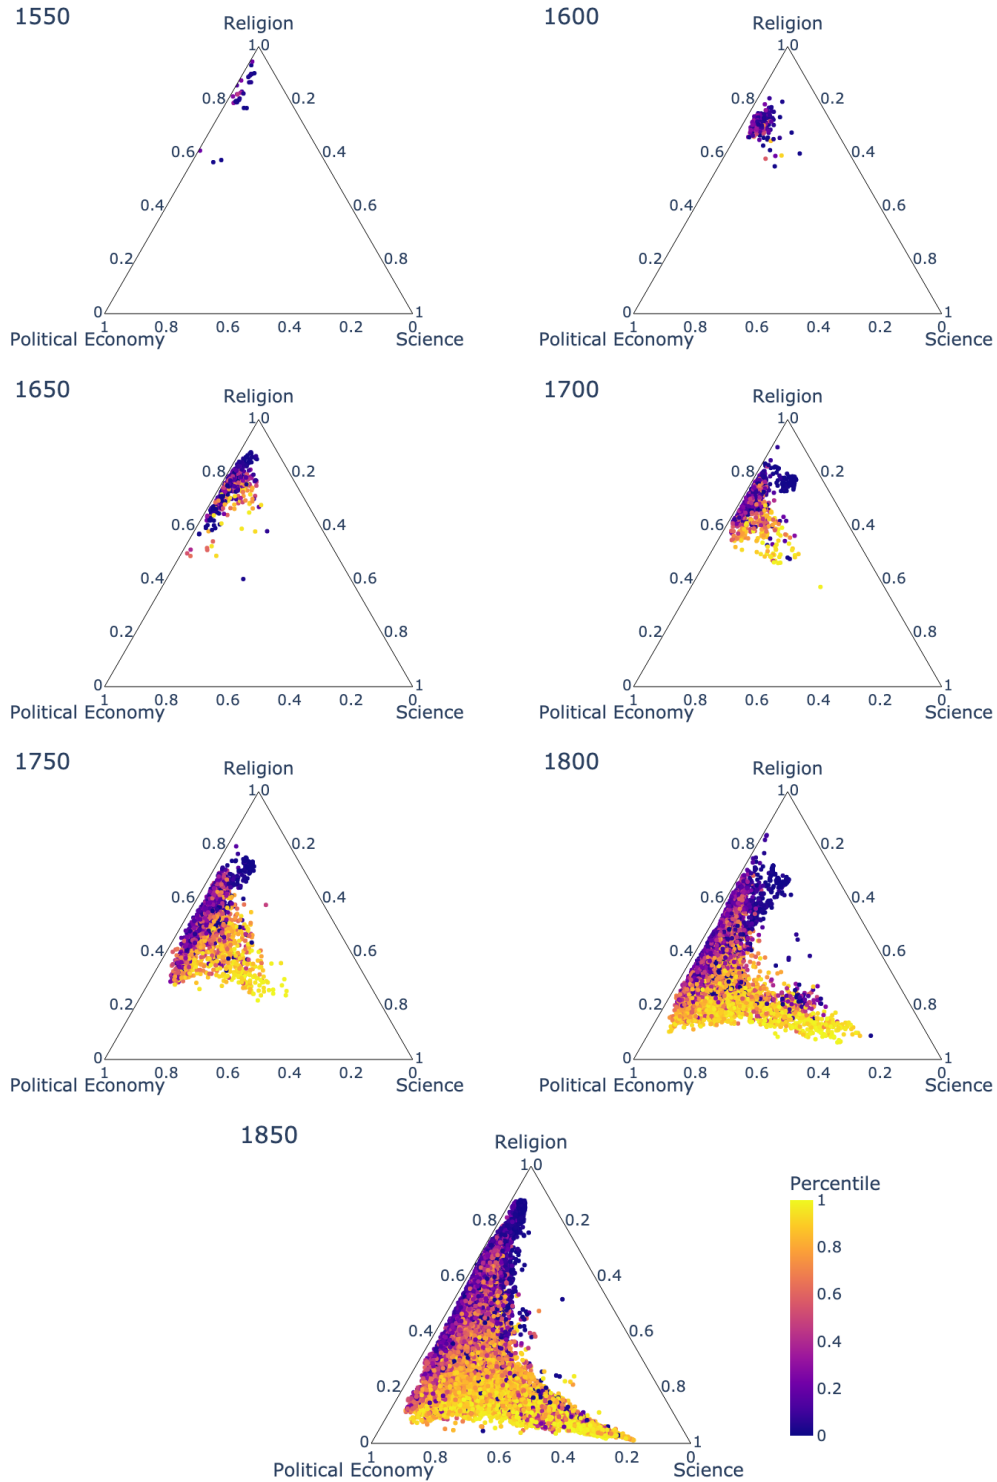 1550 1600
Religion Religion
1 0 1 0
0.8 0.2 0.8 0.2
0.6 0.4 0.6 0.4
0.4 0.6 0.4 0.6
0.2 0.8 0.2 0.8
0 1 0 1
1 0.8 0.6 0.4 0.2 0 1 0.8 0.6 0.4 0.2 0
Political Economy Science Political Economy Science
1650 1700
Religion Religion
1 0 1 0
0.8 0.2 0.8 0.2
0.6 0.4 0.6 0.4
0.4 0.6 0.4 0.6
0.2 0.8 0.2 0.8
0 1 0 1
1 0.8 0.6 0.4 0.2 0 1 0.8 0.6 0.4 0.2 0
Political Economy Science Political Economy Science
1750 1800
Religion Religion
1 0 1 0
0.8 0.2 0.8 0.2
0.6 0.4 0.6 0.4
0.4 0.6 0.4 0.6
0.2 0.8 0.2 0.8
0 1 0 1
1 0.8 0.6 0.4 0.2 0 1 0.8 0.6 0.4 0.2 0
Political Economy Science Political Economy Science
1850
Religion
1 0
0.8 0.2
0.6 0.4
0.4 0.6
0.2 0.8
0 1
1 0.8 0.6 0.4 0.2 0
Political Economy Science
Percentile
1
0.8
0.6
0.4
0.2
0